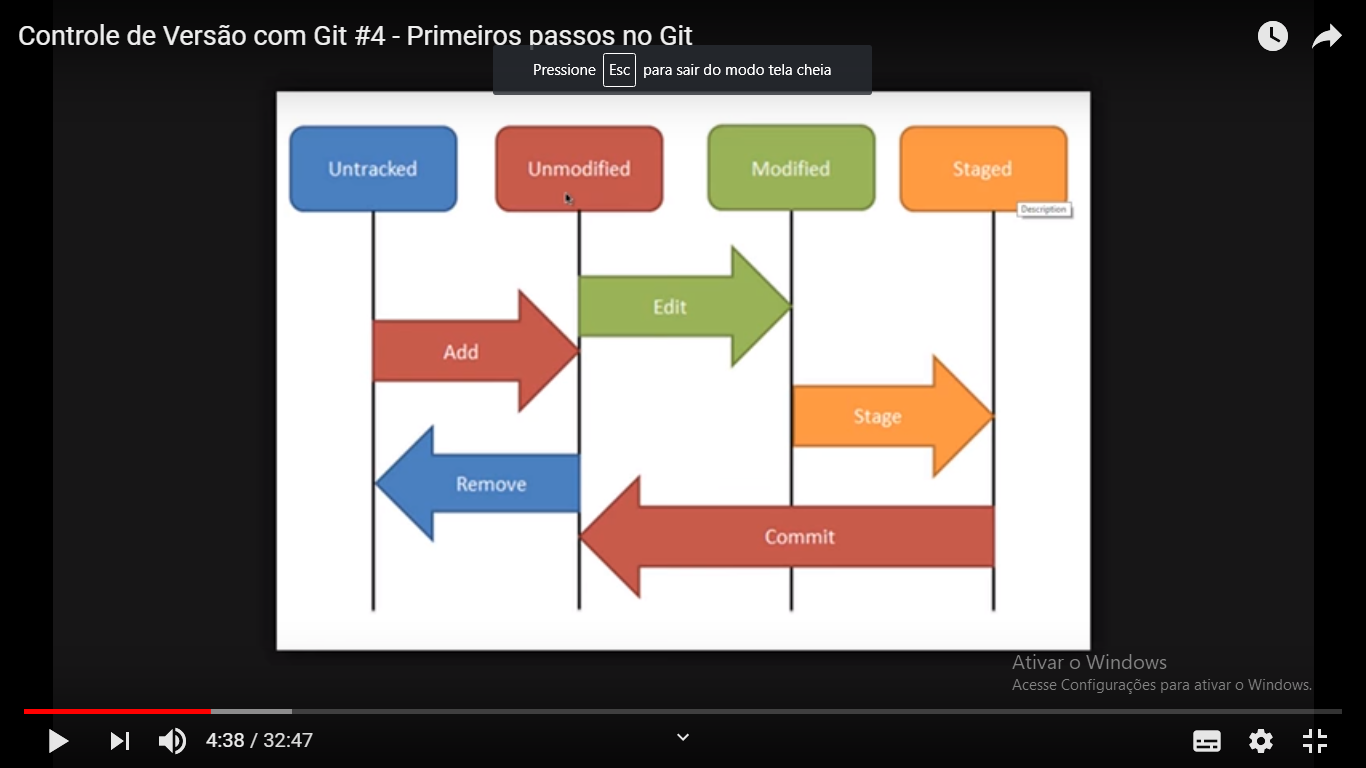 Controle de Versão com Git #4 - Primeiros passos no Git
Pressione Esc para sair do modo tela cheia
Untracked
Unmodified
Modified
Staged
Description
Edit
Add
Stage
Remove
Commit
Ativar o Windows
Acesse Configurações para ativar o Windows.
4:38 / 32:47